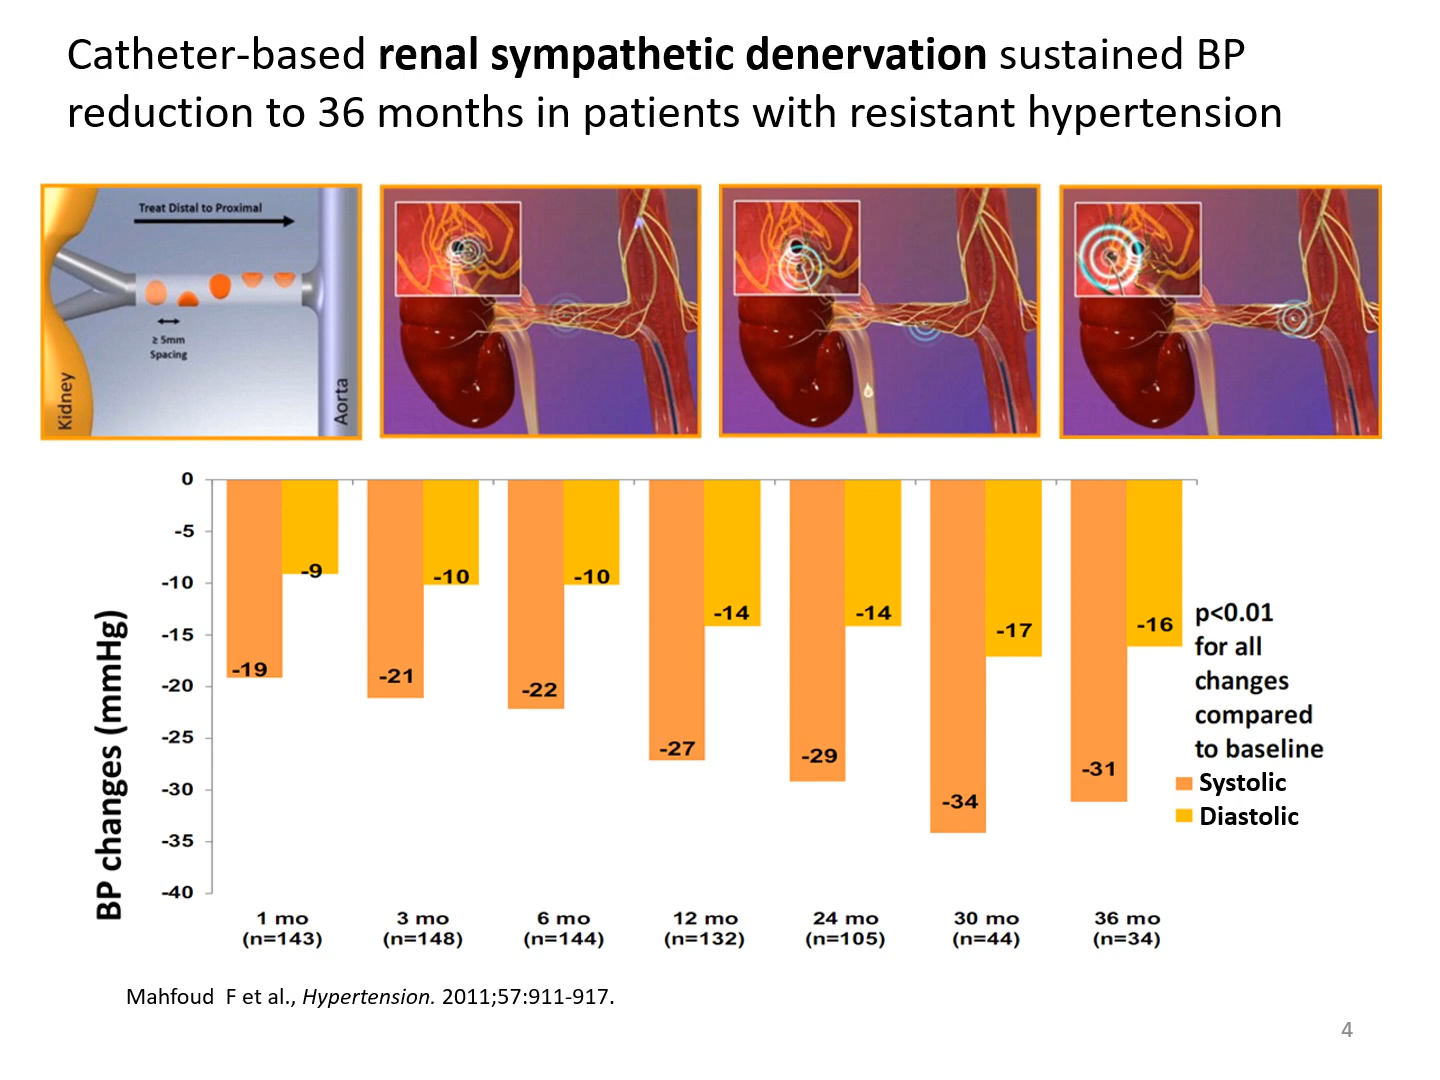 Catheter-based renal sympathetic denervation sustained BP
reduction to 36 months in patients with resistant hypertension
Treat Distal to Proximal
≥ 5mm
Spacing
Kidney
Aorta
BP changes (mmHg)
0
-5
-10
-15
-20
-25
-30
-35
-40
-19
-9
-21
-10
-22
-10
-27
-14
-29
-14
-34
-17
-31
-16
1 mo
(n=143)
3 mo
(n=148)
6 mo
(n=144)
12 mo
(n=132)
24 mo
(n=105)
30 mo
(n=44)
36 mo
(n=34)
p<0.01
for all
changes
compared
to baseline
Systolic
Diastolic
Mahfoud F et al., Hypertension. 2011;57:911-917.
4